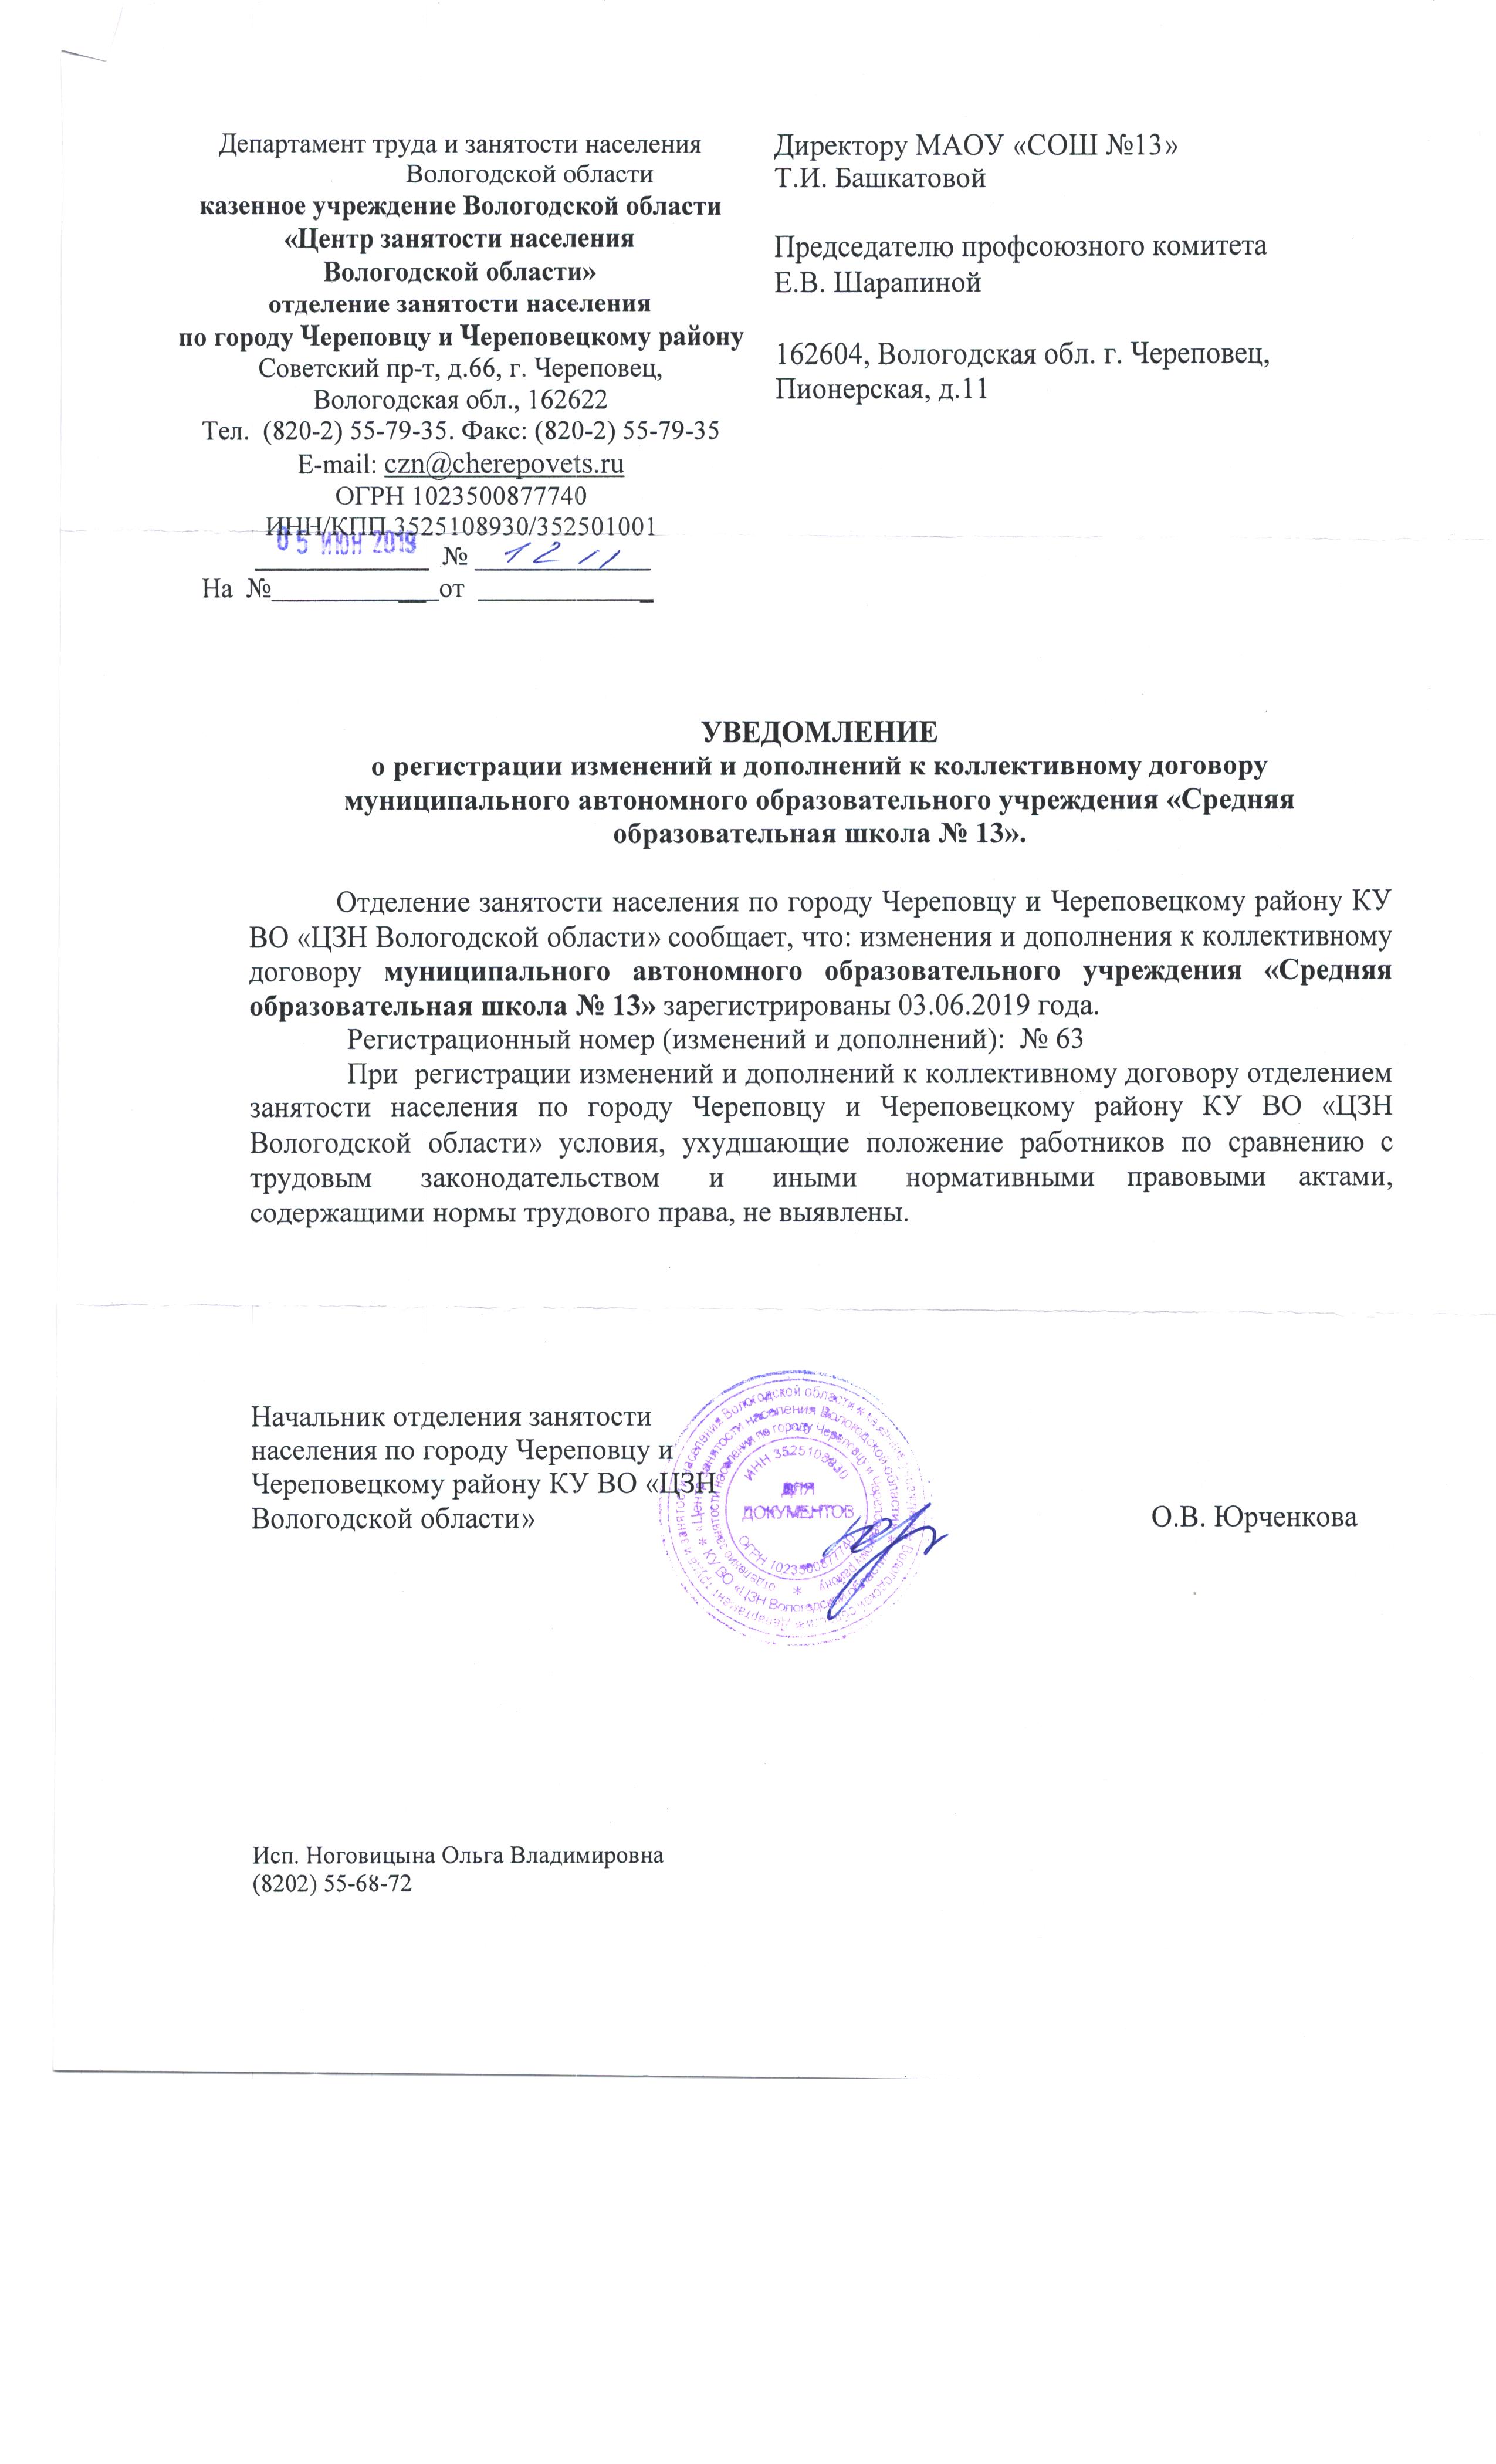 Департамент труда и занятости населения
Вологодской области
казенное учреждение Вологодской области
«Центр занятости населения
Вологодской области»
отделение занятости населения
по городу Череповцу и Череповецкому району
Советский пр-т, д.66, г. Череповец,
Вологодская обл., 162622
Тел. (820-2) 55-79-35. Факс: (820-2) 55-79-35
E-mail: czn@cherepovets.ru
ОГРН 1023500877740
ИНН/КПП 3525108930/352501001
05 ИЮН 2019 № 1211
На №____________от ____________
Директору МАОУ «СОШ №13»
Т.И. Башкатовой
Председателю профсоюзного комитета
Е.В. Шарапиной
162604, Вологодская обл. г. Череповец,
Пионерская, д.11
УВЕДОМЛЕНИЕ
о регистрации изменений и дополнений к коллективному договору
муниципального автономного образовательного учреждения «Средняя
образовательная школа № 13».
Отделение занятости населения по городу Череповцу и Череповецкому району КУ
ВО «ЦЗН Вологодской области» сообщает, что: изменения и дополнения к коллективному
договору муниципального автономного образовательного учреждения «Средняя
образовательная школа № 13» зарегистрированы 03.06.2019 года.
Регистрационный номер (изменений и дополнений): № 63
При регистрации изменений и дополнений к коллективному договору отделением
занятости населения по городу Череповцу и Череповецкому району КУ ВО «ЦЗН
Вологодской области» условия, ухудшающие положение работников по сравнению с
трудовым законодательством и иными нормативными правовыми актами,
содержащими нормы трудового права, не выявлены.
Начальник отделения занятости
населения по городу Череповцу и
Череповецкому району КУ ВО «ЦЗН
Вологодской области»
О.В. Юрченкова
ИНН 3525108930
ДЛЯ
ДОКУМЕНТОВ
ОГРН 1023500877740
КУ ВО «ЦЗН Вологодской области»
Исп. Ноговицына Ольга Владимировна
(8202) 55-68-72